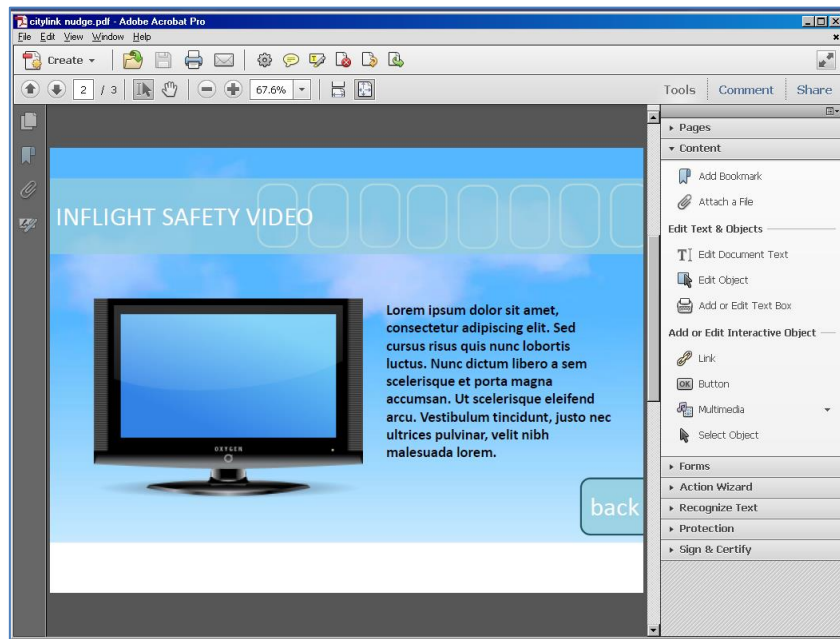 citylink nudge.pdf - Adobe Acrobat Pro
File Edit View Window Help
Create
2 / 3 67.6% Tools Comment Share
Pages
Content
Add Bookmark
Attach a File
Edit Text & Objects
Edit Document Text
Edit Object
Add or Edit Text Box
Add or Edit Interactive Object
Link
OK Button
Multimedia
Select Object
Forms
Action Wizard
Recognize Text
Protection
Sign & Certify
INFLIGHT SAFETY VIDEO
Lorem ipsum dolor sit amet,
consectetur adipiscing elit. Sed
cursus risus quis nunc lobortis
luctus. Nunc dictum libero a sem
scelerisque et porta magna
accumsan. Ut scelerisque eleifend
arcu. Vestibulum tincidunt, justo nec
ultrices pulvinar, velit nibh
malesuada lorem.
OXYGEN
back